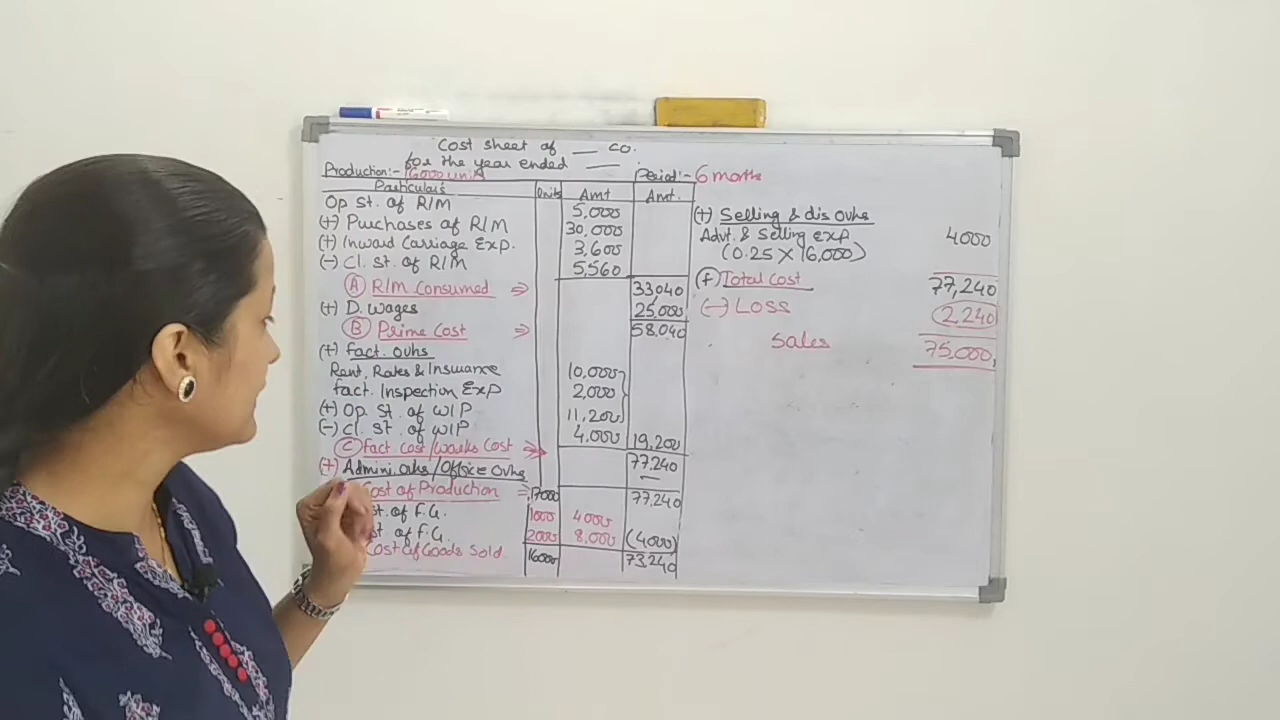 Cost sheet of __ co.
for the year ended __
Production:- 16000 units Period:- 6 months
Particulars Units Amt Amt.
Op st. of R/M 5,000
(+) Purchases of R/M 30,000
(+) Inward Carriage Exp. 3,600
(-) Cl. st. of R/M 5,560
(A) R/M Consumed ⇒ 33,040
(+) D. wages 25,000
(B) Prime Cost ⇒ 58,040
(+) fact. ovhs
Rent, Rates & Insurance 10,000
fact. Inspection Exp 2,000
(+) Op st. of WIP 11,200
(-) Cl. st. of WIP 4,000 19,200
(C) fact cost/works cost ⇒ 77,240
(+) Admini. ovhs/Office ovhs —
Cost of Production ⇒ 17000 77,240
st. of F.G. 1000 4000
st. of F.G. 2000 8,000 (4000)
Cost of Goods Sold. 16000 73,240
(+) Selling & dis ovhs
Advt. & Selling Exp 4000
(0.25 X 16,000)
(f) Total cost 77,240
(-) Loss 2,240
Sales 75,000